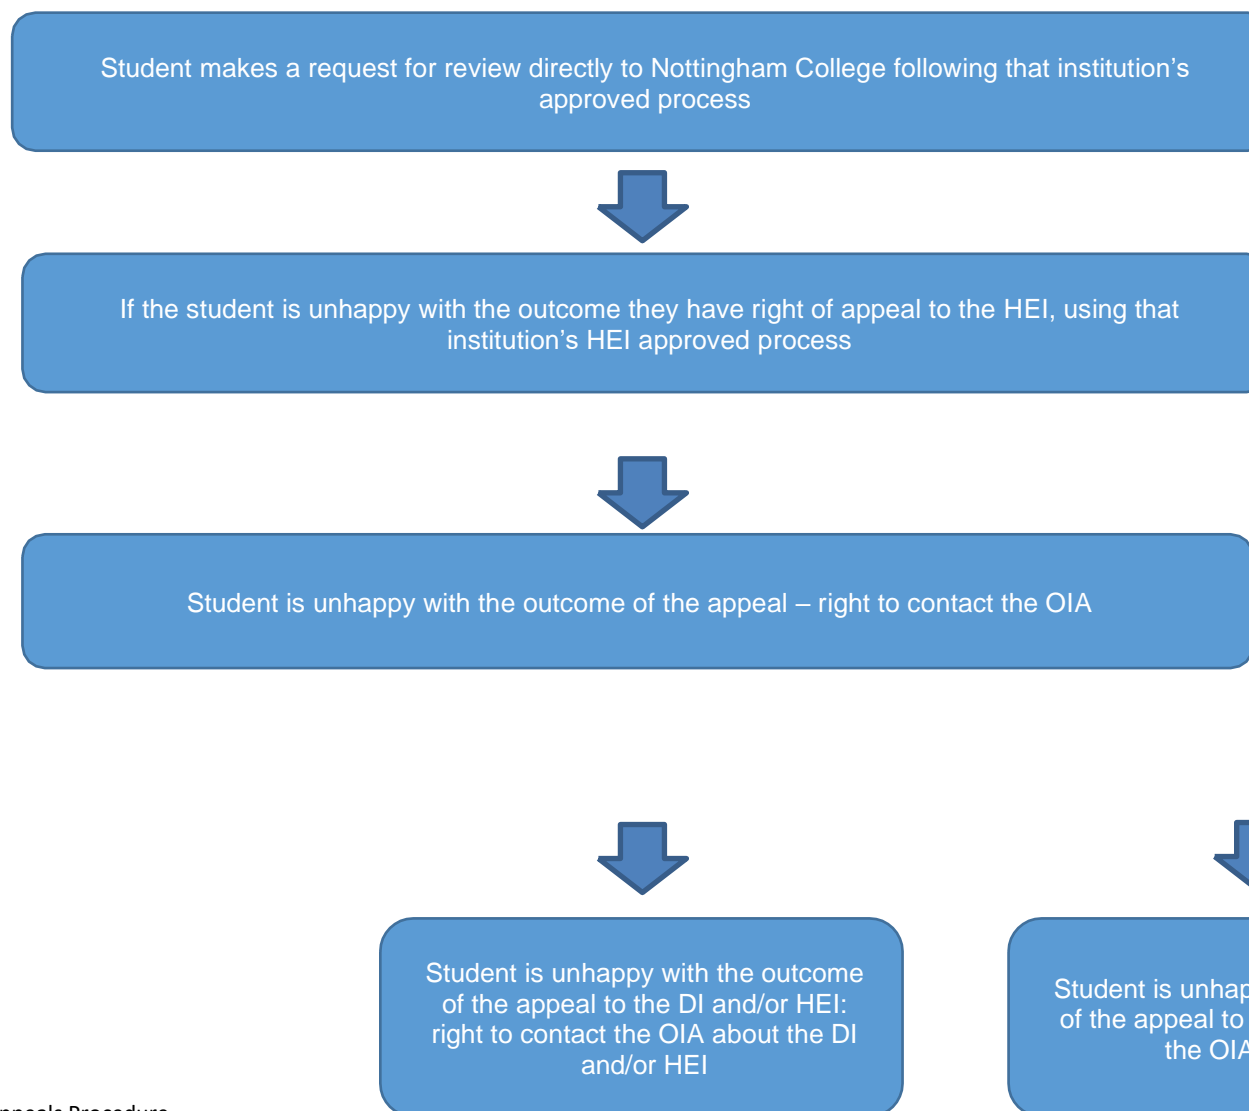 Student makes a request for review directly to Nottingham College following that institution's
approved process
If the student is unhappy with the outcome they have right of appeal to the HEI, using that
institution's HEI approved process
Student is unhappy with the outcome of the appeal – right to contact the OIA
Student is unhappy with the outcome
of the appeal to the DI and/or HEI:
right to contact the OIA about the DI
and/or HEI
Student is
of the appeal to
the
Procedure